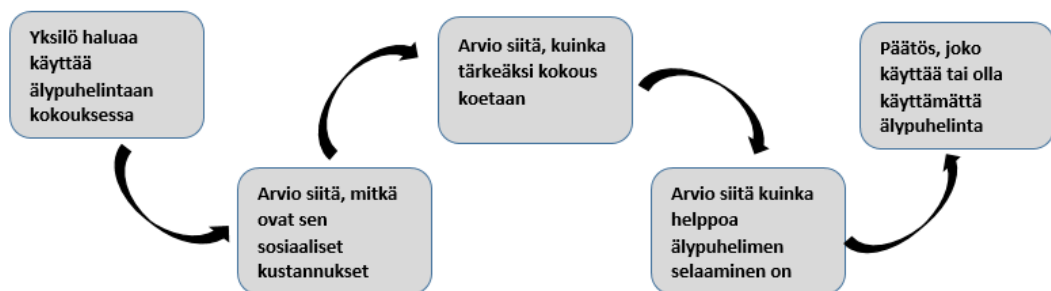 Yksilö haluaa
käyttää
älypuhelintaan
kokouksessa
Arvio siitä, mitkä
ovat sen
sosiaaliset
kustannukset
Arvio siitä, kuinka
tärkeäksi kokous
koetaan
Arvio siitä kuinka
helppoa
älypuhelimen
selaaminen on
Päätös, joko
käyttää tai olla
käyttämättä
älypuhelinta